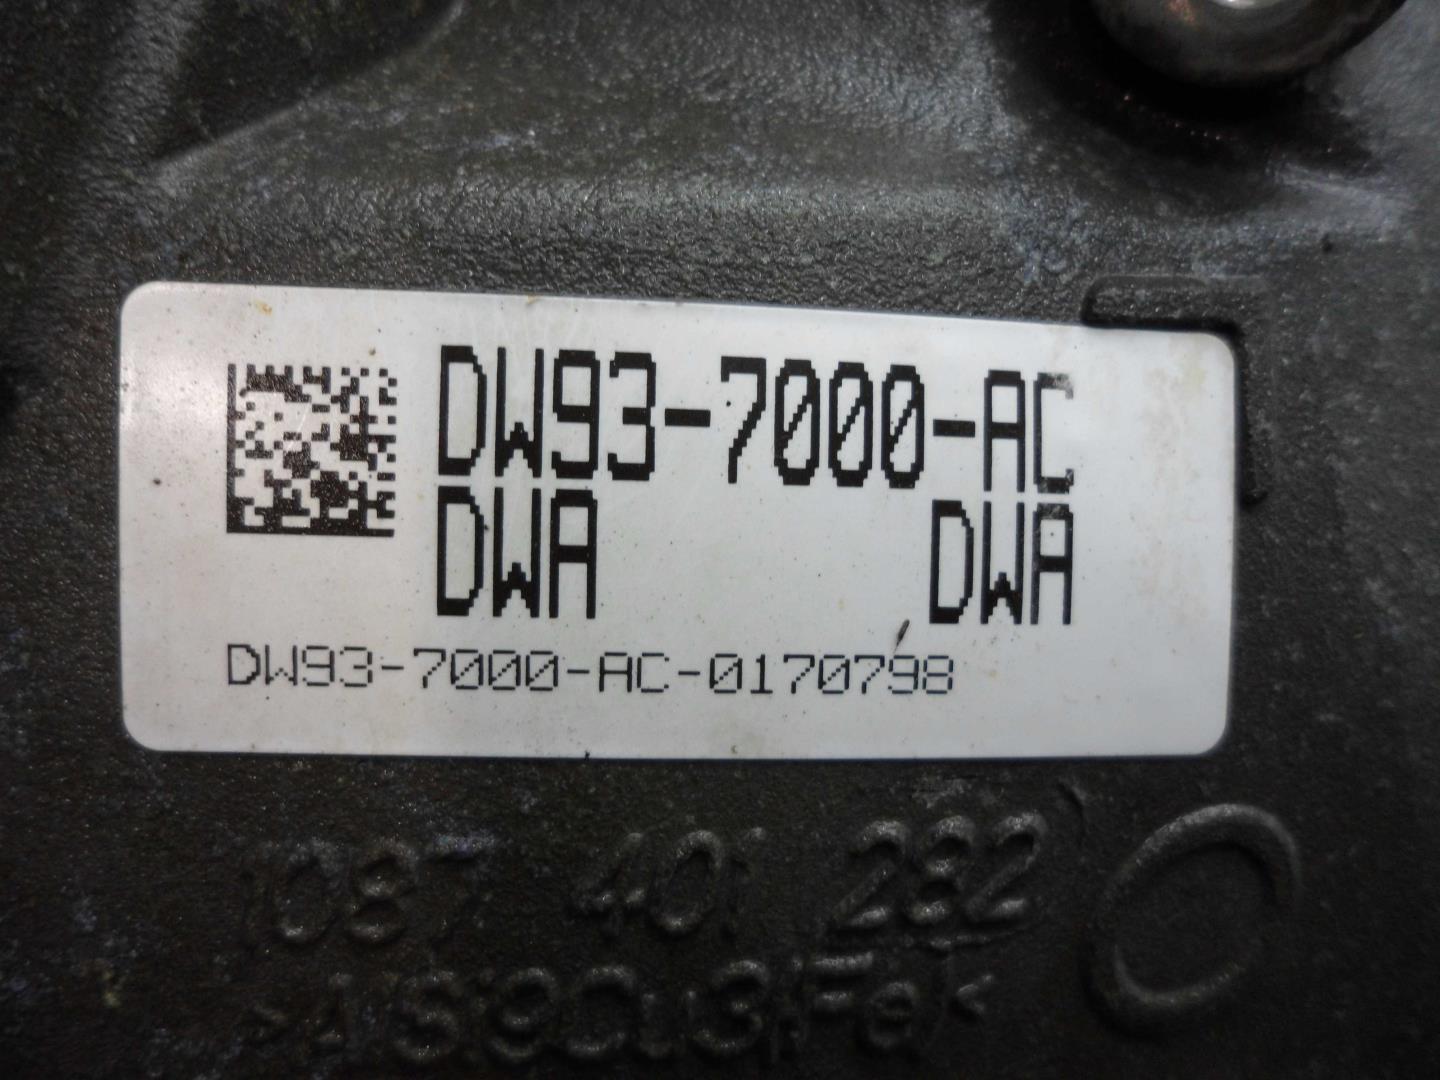 DW93-7000-AC
DWA DWA
DW93-7000-AC-0170798
1087 401 282
>AlSi9Cu3(Fe)<